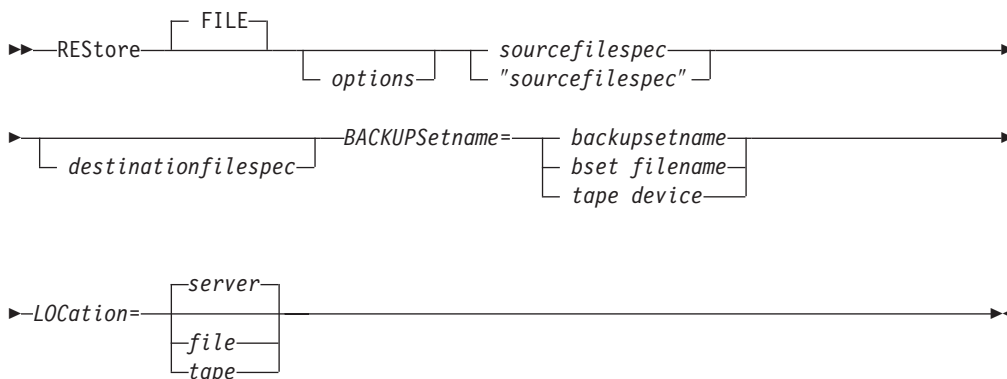 FILE
REStore
options
sourcefilespec
"sourcefilespec"
destinationfilespec
BACKUPSetname=
backupsetname
bset filename
tape device
LOCation=
server
file
tape